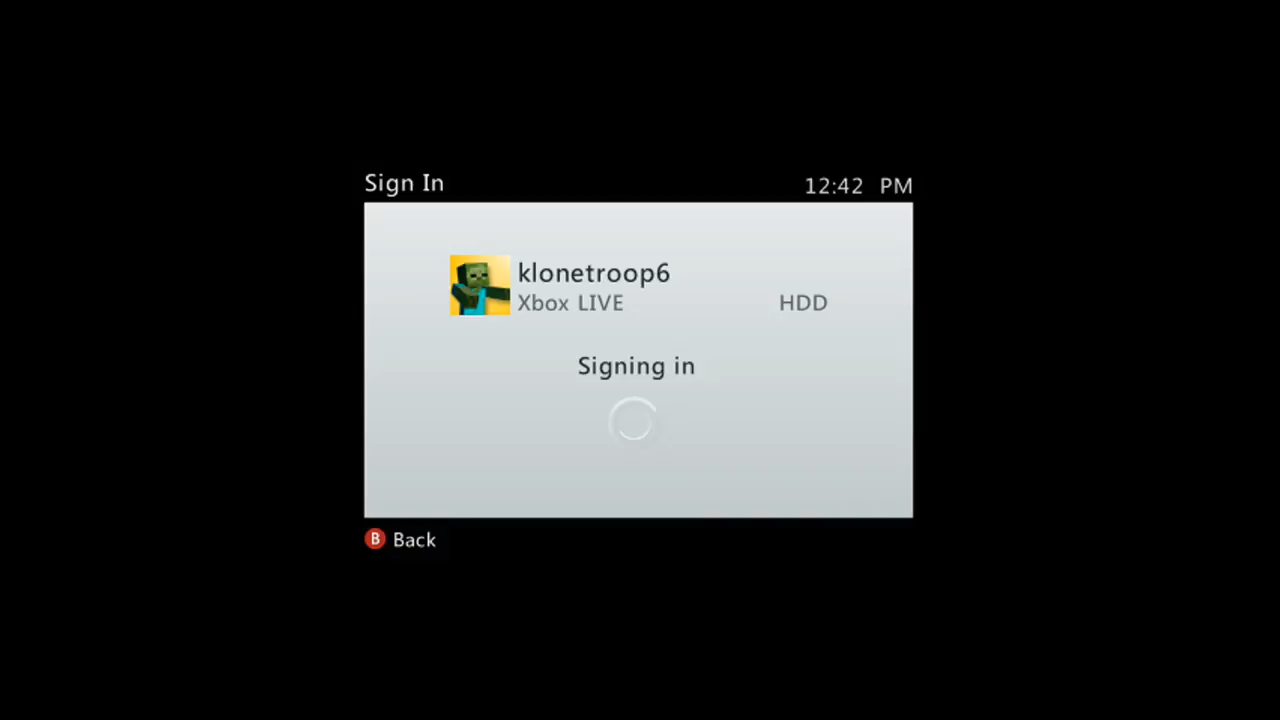 Sign In
12:42 PM
klonetroop6
Xbox LIVE
HDD
Signing in
B Back